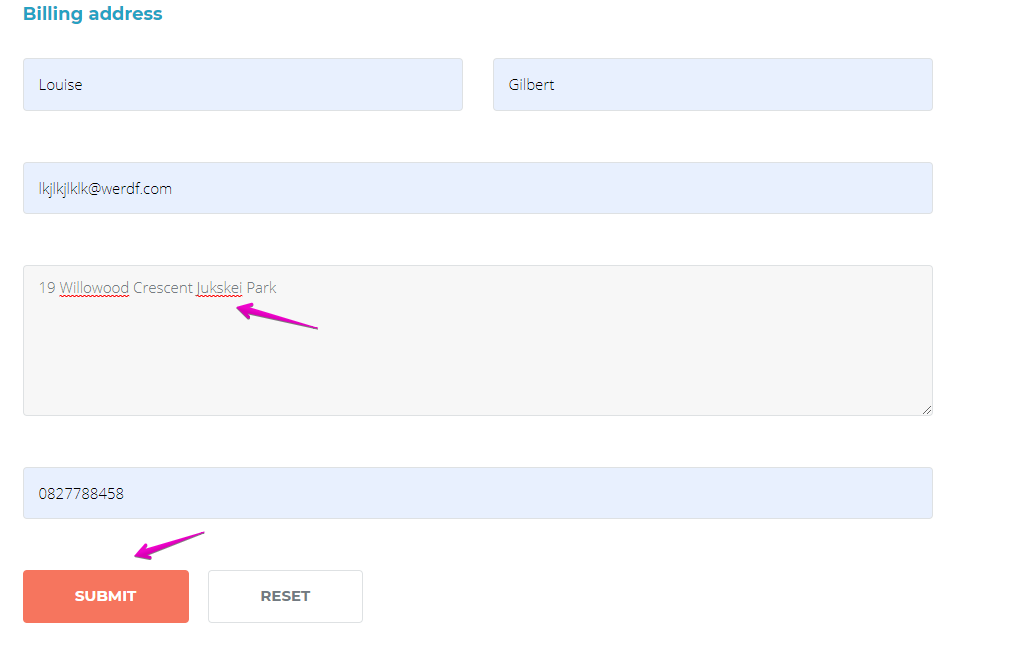 Billing address
Louise
Gilbert
lkjlkjlklk@werdf.com
19 Willowood Crescent Jukskei Park
0827788458
SUBMIT
RESET